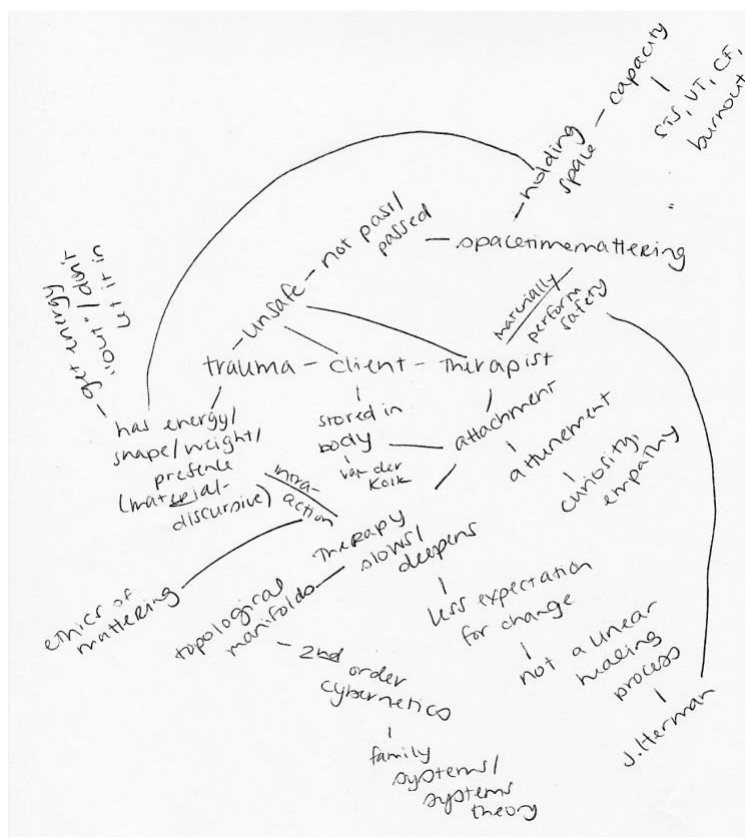 capacity
STS, VT, CF,
burnout
holding
space
not past/
passed
spacetimemattering
get energy
"out"/don't
let it in
unsafe
materially
perform
safety
trauma - client - Therapist
has energy/
shape/weight/
presence
(material-
discursive)
stored in
body
van der
Kolk
attachment
attunement
curiosity,
empathy
intra-
action
Therapy
slows/
deepens
ethics of
mattering
topological
manifolds
less expectation
for change
not a linear
healing
process
J. Herman
2nd order
cybernetics
family
systems/
systems
theory